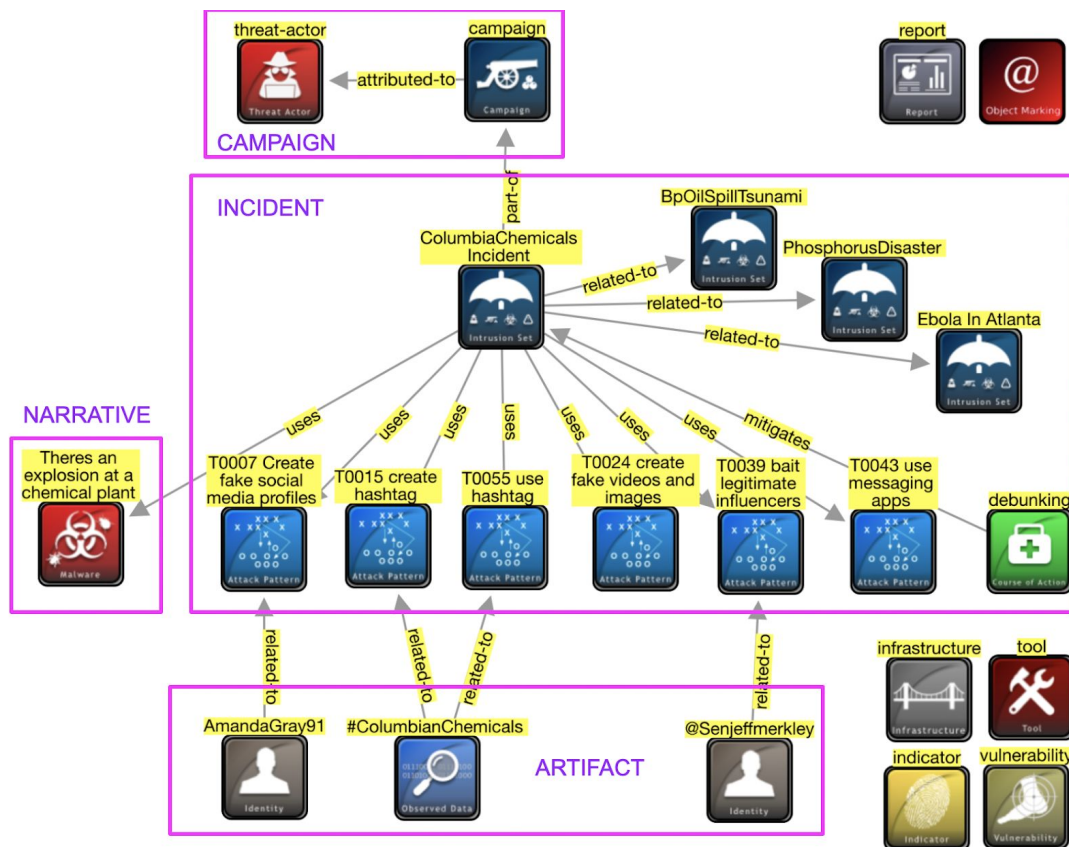 threat-actor
campaign
report
Threat Actor
attributed-to
Campaign
Report
@
Object Marking
CAMPAIGN
part-of
INCIDENT
BpOilSpillTsunami
ColumbiaChemicals
Incident
PhosphorusDisaster
related-to
Intrusion Set
related-to
Ebola In Atlanta
Intrusion Set
related-to
Intrusion Set
Intrusion Set
NARRATIVE
uses
uses
uses
uses
uses
uses
uses
mitigates
Theres an
explosion at a
chemical plant
T0007 Create
fake social
media profiles
T0015 create
hashtag
T0055 use
hashtag
T0024 create
fake videos and
images
T0039 bait
legitimate
influencers
T0043 use
messaging
apps
debunking
Malware
Attack Pattern
Attack Pattern
Attack Pattern
Attack Pattern
Attack Pattern
Attack Pattern
Course of Action
related-to
related-to
related-to
related-to
infrastructure
tool
AmandaGray91
#ColumbianChemicals
@Senjeffmerkley
Infrastructure
Tool
ARTIFACT
indicator
vulnerability
Identity
Observed Data
Identity
Indicator
Vulnerability